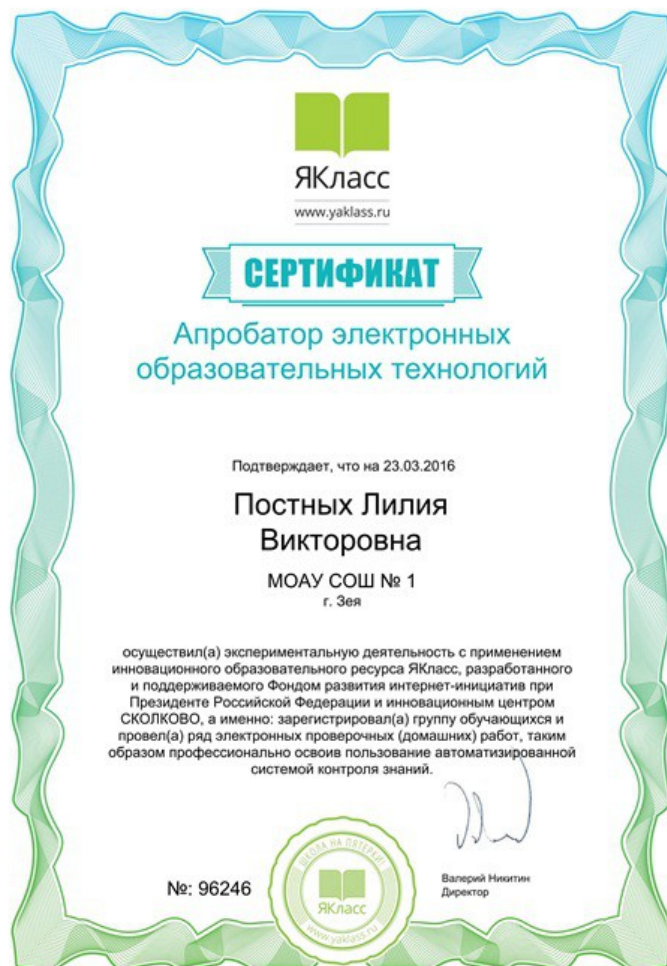 ЯКласс
www.yaklass.ru
СЕРТИФИКАТ
Апробатор электронных
образовательных технологий
Подтверждает, что на 23.03.2016
Постных Лилия
Викторовна
МОАУ СОШ № 1
г. Зея
осуществил(а) экспериментальную деятельность с применением
инновационного образовательного ресурса ЯКласс, разработанного
и поддерживаемого Фондом развития интернет-инициатив при
Президенте Российской Федерации и инновационным центром
СКОЛКОВО, а именно: зарегистрировал(а) группу обучающихся и
провел(а) ряд электронных проверочных (домашних) работ, таким
образом профессионально освоив пользование автоматизированной
системой контроля знаний.
№: 96246
ШКОЛА НА ПЯТЕРКИ!
ЯКласс
www.yaklass.ru
Валерий Никитин
Директор